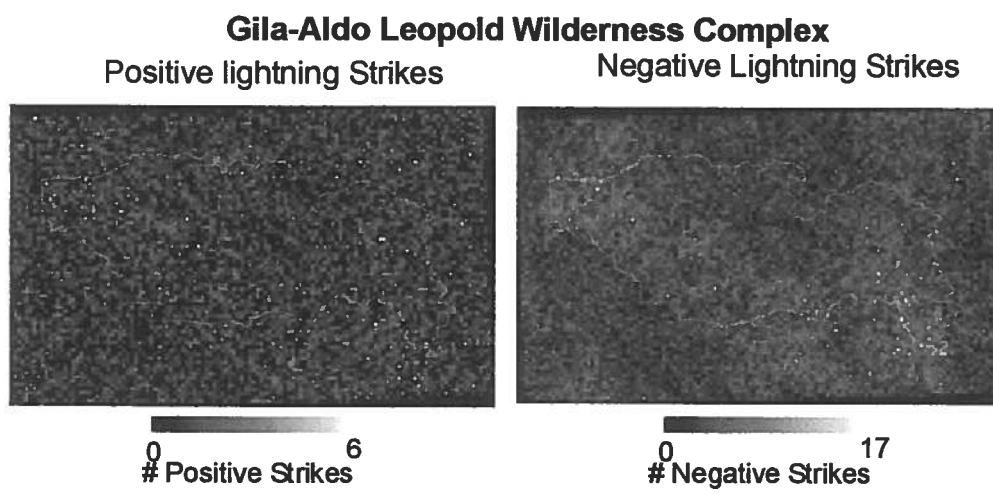 Gila-Aldo Leopold Wilderness Complex
Positive lightning Strikes
Negative Lightning Strikes
0 6
# Positive Strikes
0 17
# Negative Strikes